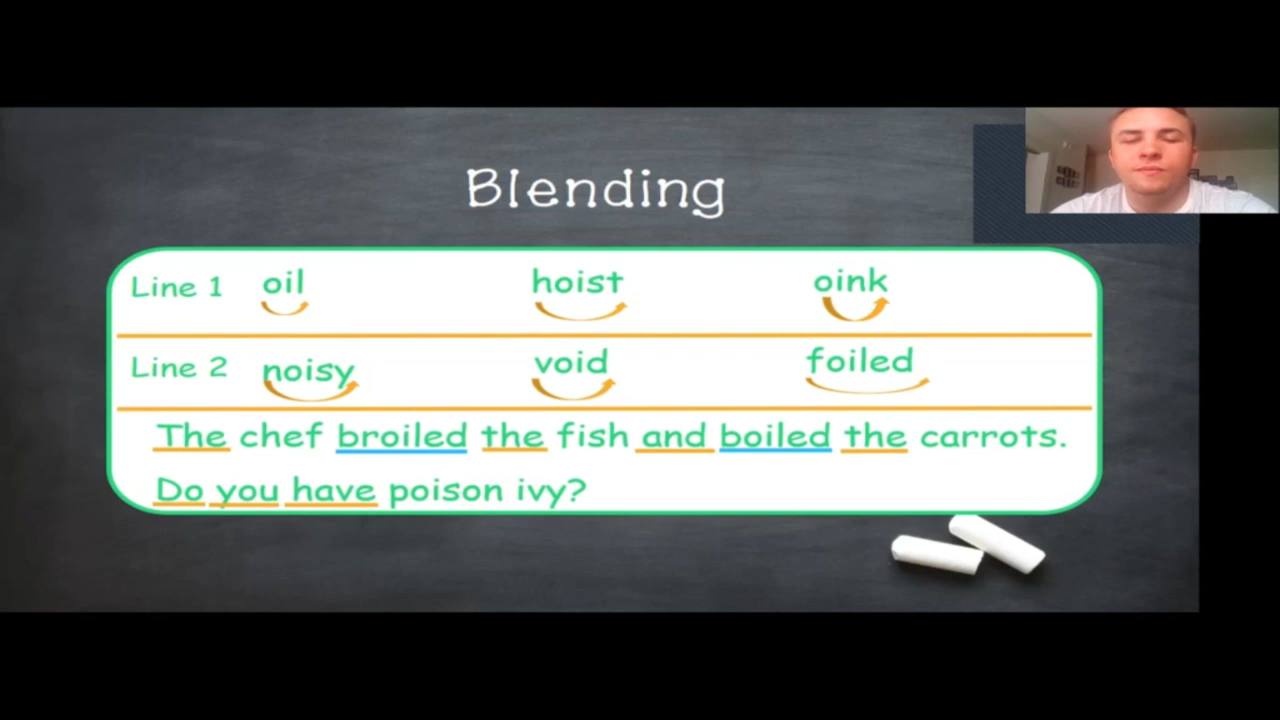 Blending
Line 1 oil hoist oink
Line 2 noisy void foiled
The chef broiled the fish and boiled the carrots.
Do you have poison ivy?